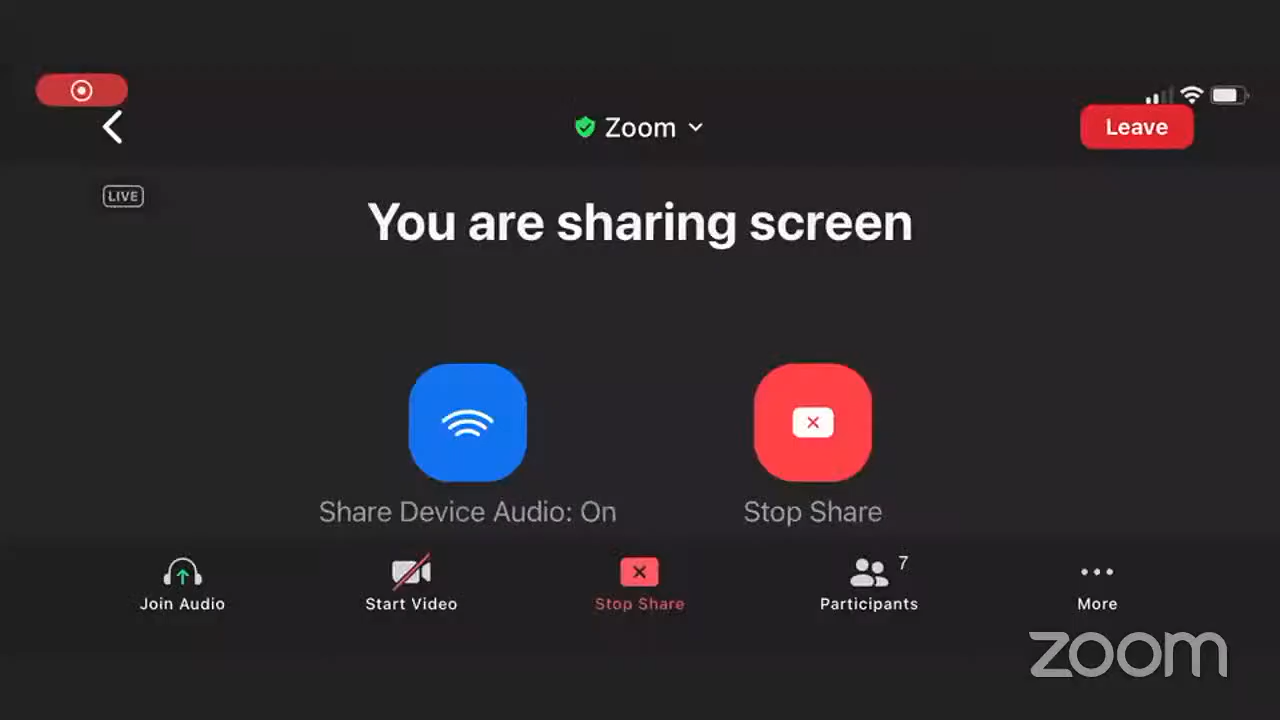 Zoom
Leave
LIVE
You are sharing screen
Share Device Audio: On
Stop Share
Join Audio
Start Video
Stop Share
7
Participants
More
zoom